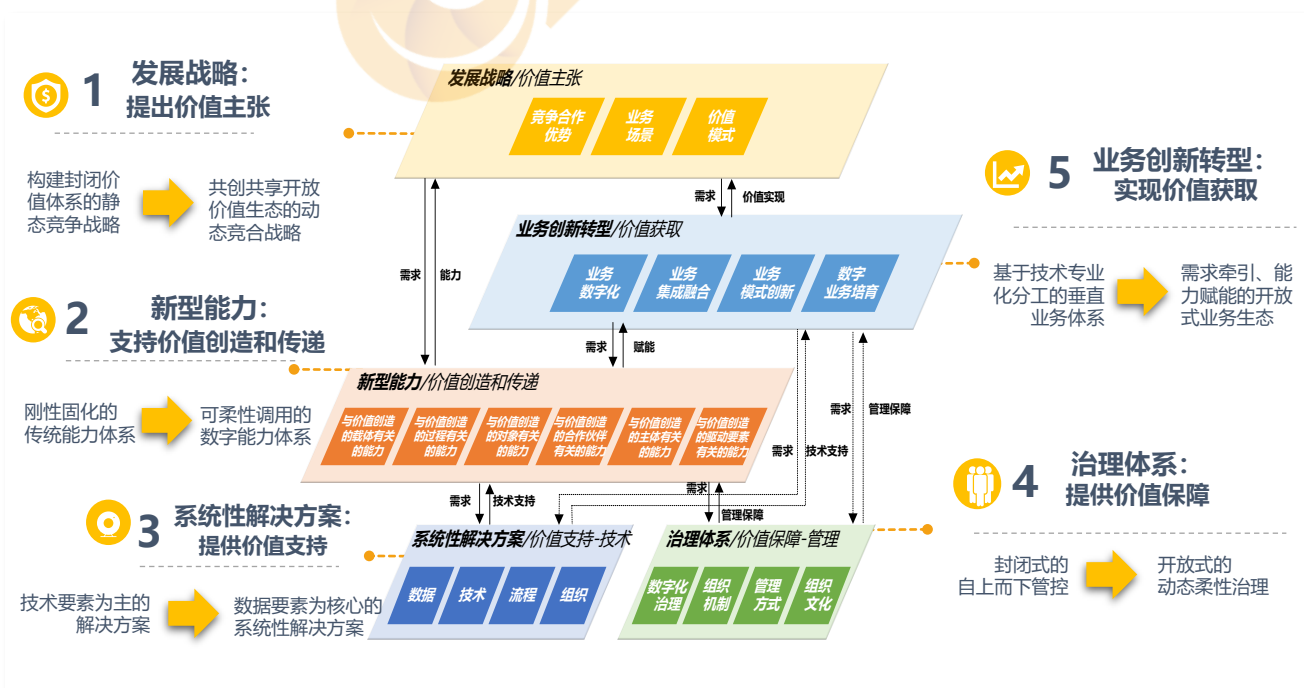 1
发展战略：
提出价值主张
构建封闭价
值体系的静
态竞争战略
共创共享开放
价值生态的动
态竞合战略
2
新型能力：
支持价值创造和传递
刚性固化的
传统能力体系
可柔性调用的
数字能力体系
3
系统性解决方案：
提供价值支持
技术要素为主的
解决方案
数据要素为核心的
系统性解决方案
发展战略/价值主张
竞争合作
优势
业务
场景
价值
模式
需求
价值实现
需求
能力
业务创新转型/价值获取
业务
数字化
业务
集成融合
业务
模式创新
数字
业务培育
需求
赋能
新型能力/价值创造和传递
与价值创造
的载体有关
的能力
与价值创造
的过程有关
的能力
与价值创造
的对象有关
的能力
与价值创造
的合作伙伴
有关的能力
与价值创造
的主体有关
的能力
与价值创造
的驱动要素
有关的能力
需求
管理保障
需求
技术支持
需求
技术支持
需求
管理保障
系统性解决方案/价值支持-技术
数据
技术
流程
组织
治理体系/价值保障-管理
数字化
治理
组织
机制
管理
方式
组织
文化
5
业务创新转型：
实现价值获取
基于技术专业
化分工的垂直
业务体系
需求牵引、能
力赋能的开放
式业务生态
4
治理体系：
提供价值保障
封闭式的
自上而下管控
开放式的
动态柔性治理